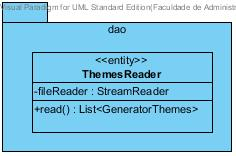 Visual Paradigm for UML Standard Edition(Faculdade de Administr
dao
<<entity>>
ThemesReader
-fileReader : StreamReader
+read() : List<GeneratorThemes>